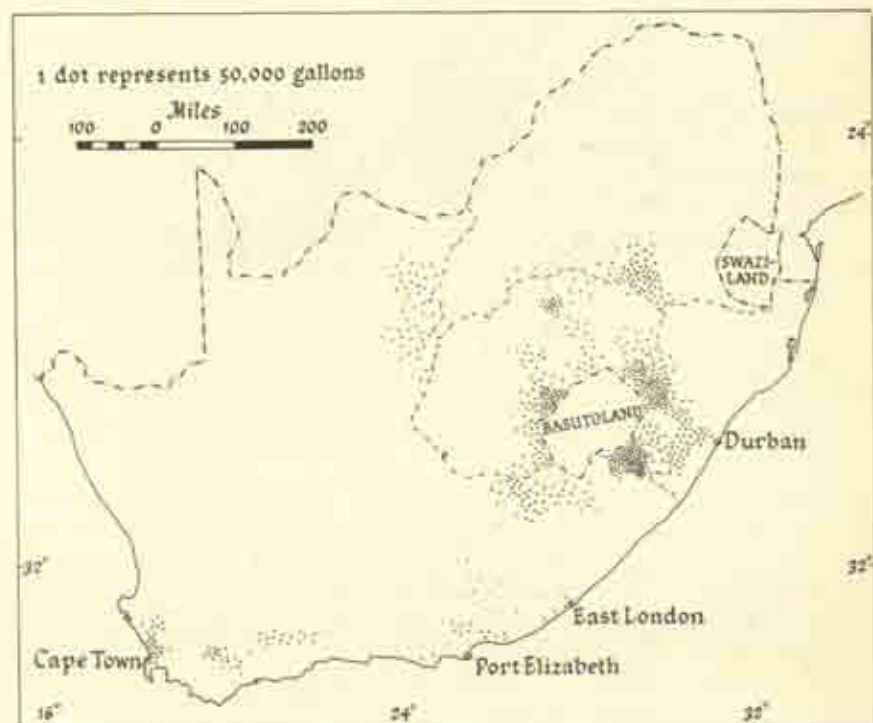 1 dot represents 50,000 gallons
Miles
100 0 100 200
24°
SWAZI-
LAND
BASUTOLAND
Durban
32°
32°
East London
Cape Town
Port Elizabeth
16°
24°
32°